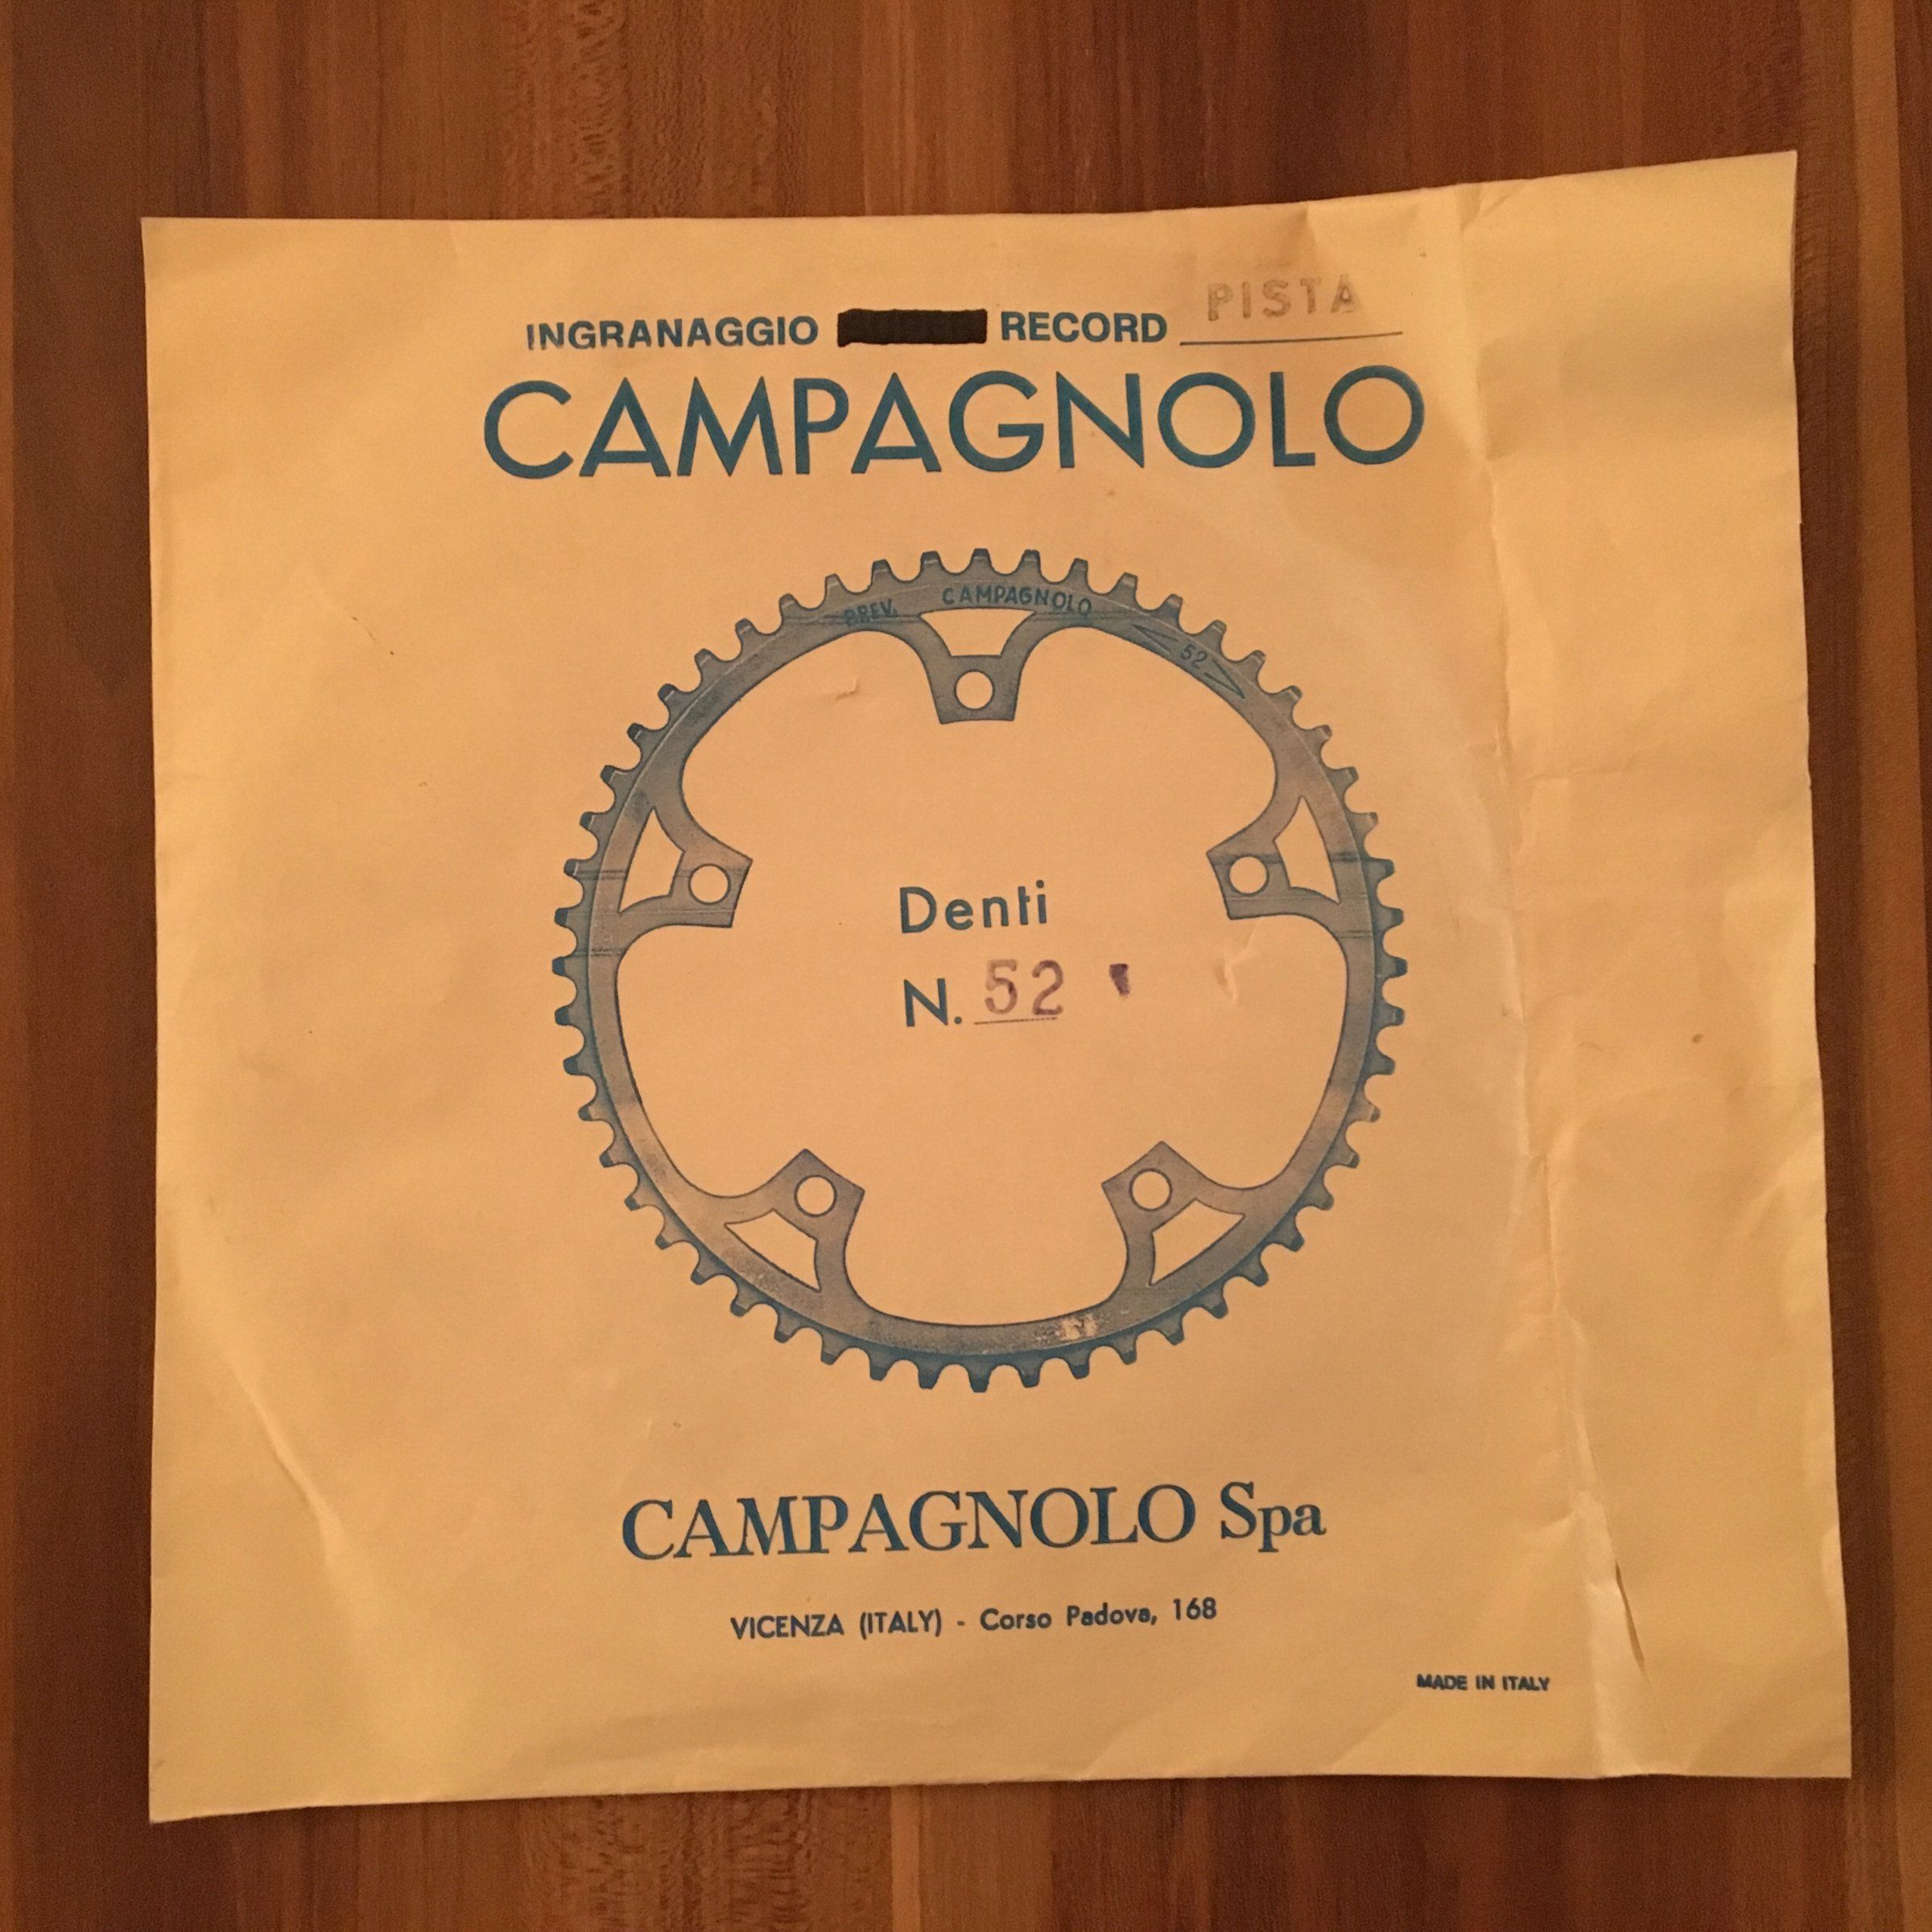 INGRANAGGIO RECORD PISTA
CAMPAGNOLO
BREV. CAMPAGNOLO 52
Denti
N. 52
CAMPAGNOLO Spa
VICENZA (ITALY) - Corso Padova, 168
MADE IN ITALY